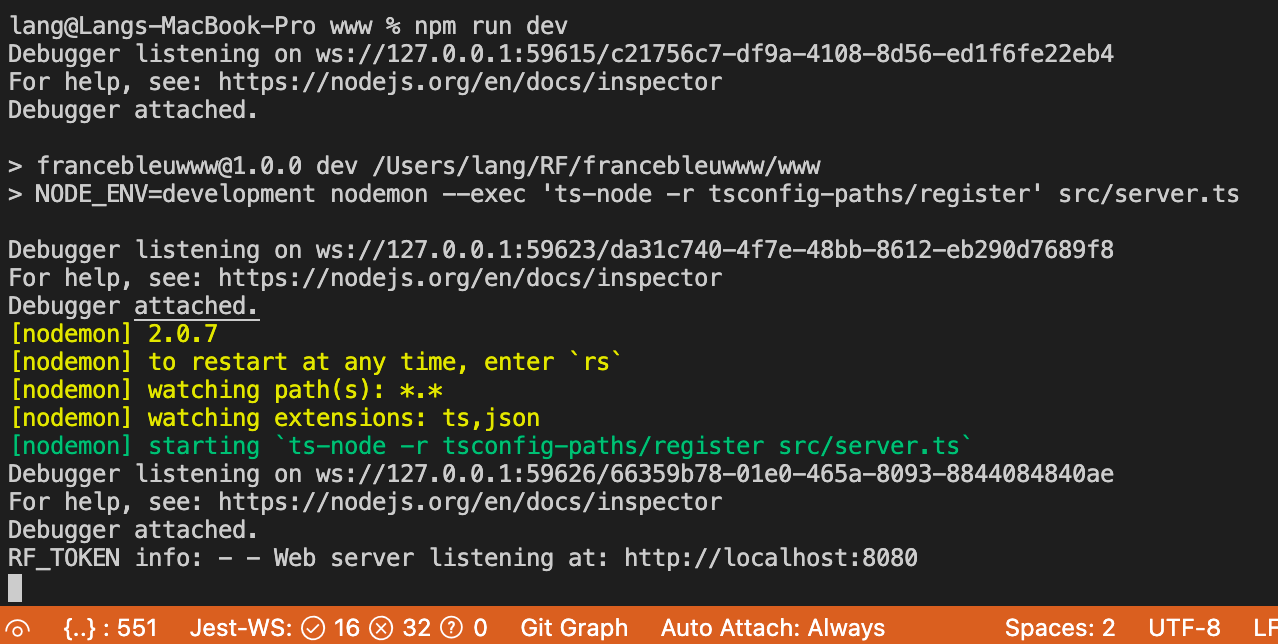 lang@Langs-MacBook-Pro www % npm run dev
Debugger listening on ws://127.0.0.1:59615/c21756c7-df9a-4108-8d56-ed1f6fe22eb4
For help, see: https://nodejs.org/en/docs/inspector
Debugger attached.
> francebleuwww@1.0.0 dev /Users/lang/RF/francebleuwww/www
> NODE_ENV=development nodemon --exec 'ts-node -r tsconfig-paths/register' src/server.ts
Debugger listening on ws://127.0.0.1:59623/da31c740-4f7e-48bb-8612-eb290d7689f8
For help, see: https://nodejs.org/en/docs/inspector
Debugger attached.
[nodemon] 2.0.7
[nodemon] to restart at any time, enter `rs`
[nodemon] watching path(s): *.*
[nodemon] watching extensions: ts,json
[nodemon] starting `ts-node -r tsconfig-paths/register src/server.ts`
Debugger listening on ws://127.0.0.1:59626/66359b78-01e0-465a-8093-8844084840ae
For help, see: https://nodejs.org/en/docs/inspector
Debugger attached.
RF_TOKEN info: - - Web server listening at: http://localhost:8080
{..} : 551 Jest-WS: 16 32 0 Git Graph Auto Attach: Always Spaces: 2 UTF-8 LF